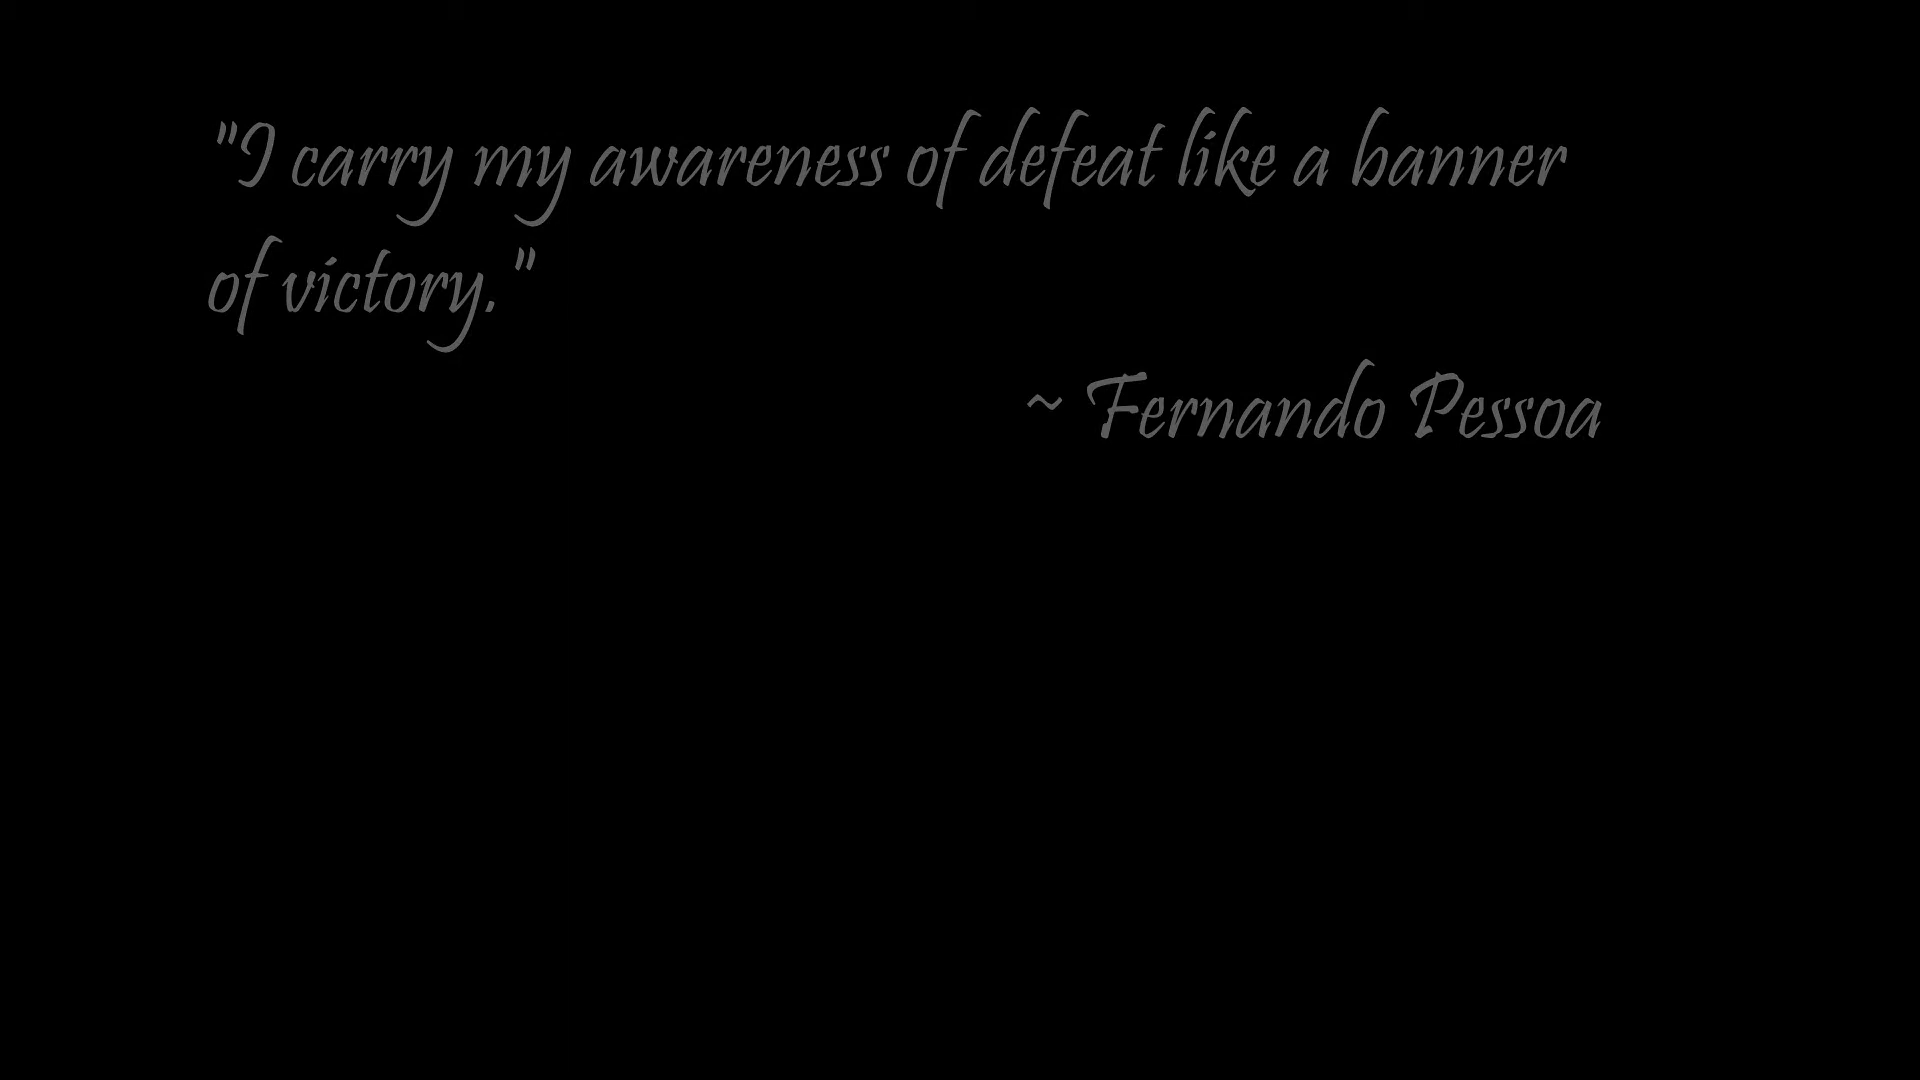 "I carry my awareness of defeat like a banner
of victory."
~ Fernando Pessoa